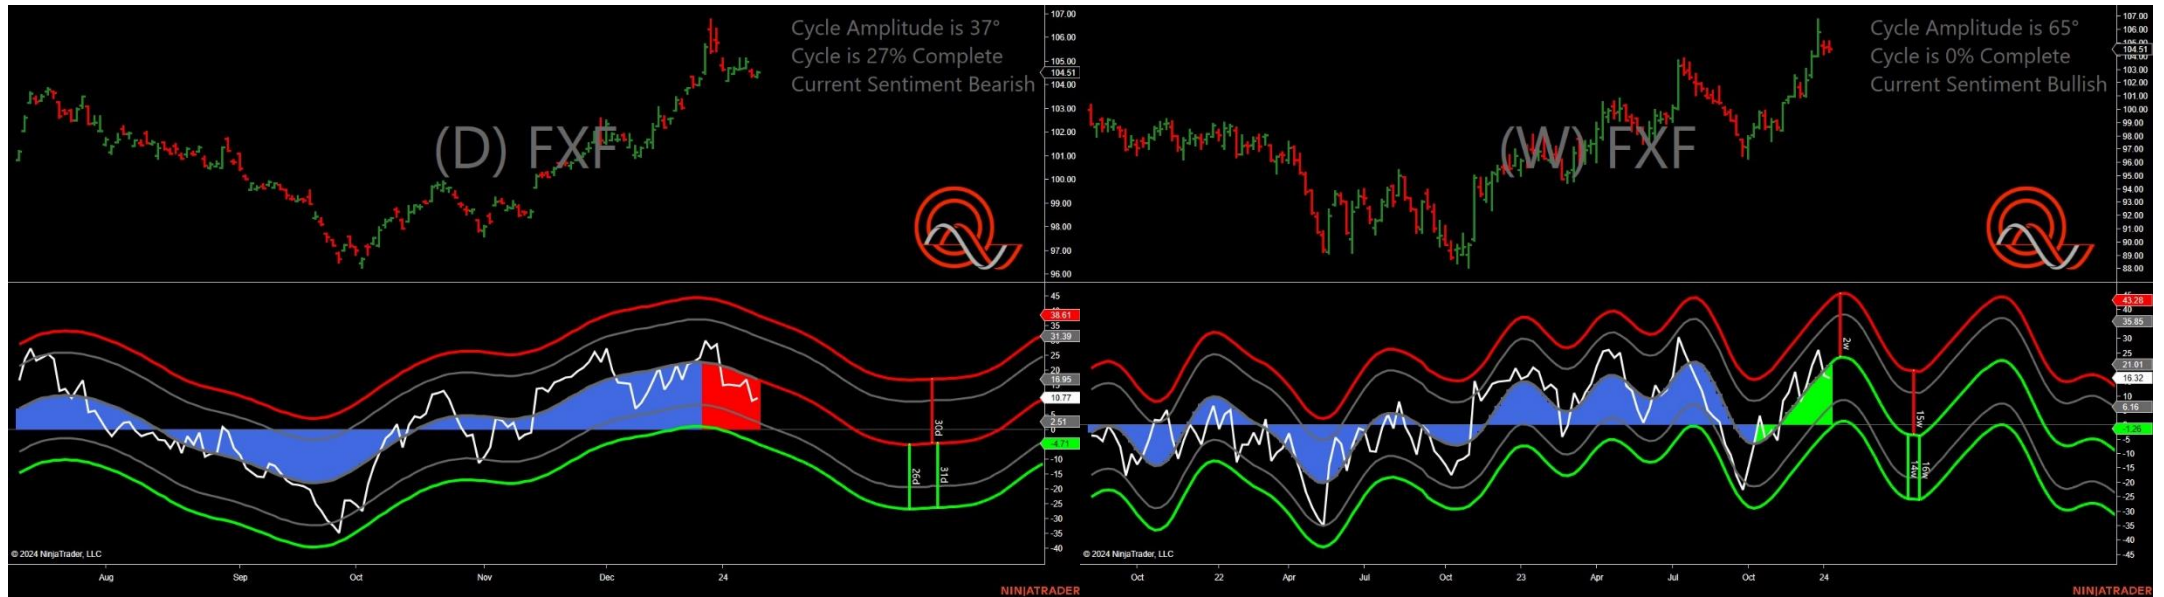 Cycle Amplitude is 37°
Cycle is 27% Complete
Current Sentiment Bearish
(D) FXF
107.00
106.00
105.00
104.51
104.00
103.00
102.00
101.00
100.00
99.00
98.00
97.00
96.00
45
38.61
35
31.39
25
20
16.95
10.77
5
2.51
0
-4.71
-10
-15
-20
-25
-30
-35
-40
30d
26d
31d
© 2024 NinjaTrader, LLC
Aug
Sep
Oct
Nov
Dec
24
NINJATRADER
Cycle Amplitude is 65°
Cycle is 0% Complete
Current Sentiment Bullish
(W) FXF
107.00
106.00
104.51
103.00
102.00
101.00
100.00
99.00
98.00
97.00
96.00
95.00
94.00
93.00
92.00
91.00
90.00
89.00
88.00
43.28
40
35.85
30
25
21.01
16.32
10
6.16
-1.26
-5
-10
-15
-20
-25
-30
-35
-40
-45
2w
15w
14w
16w
© 2024 NinjaTrader, LLC
Oct
22
Apr
Jul
Oct
23
Apr
Jul
Oct
24
NINJATRADER